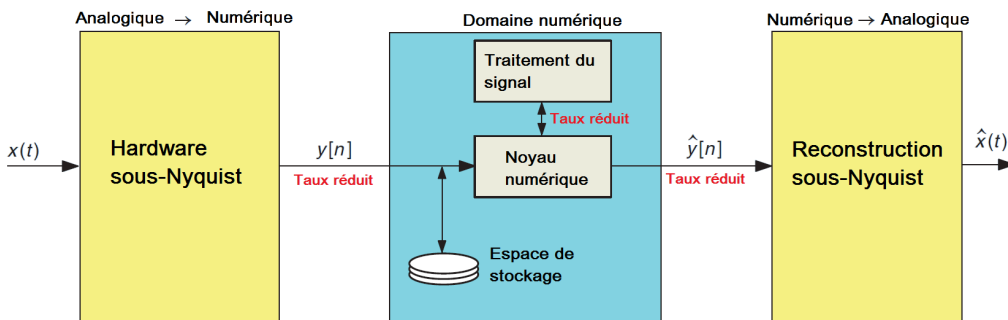 Analogique → Numérique
Domaine numérique
Numérique → Analogique
Traitement du
signal
Taux réduit
x(t)
Hardware
sous-Nyquist
y[n]
Taux réduit
Noyau
numérique
ŷ[n]
Taux réduit
Reconstruction
sous-Nyquist
x̂(t)
Espace de
stockage